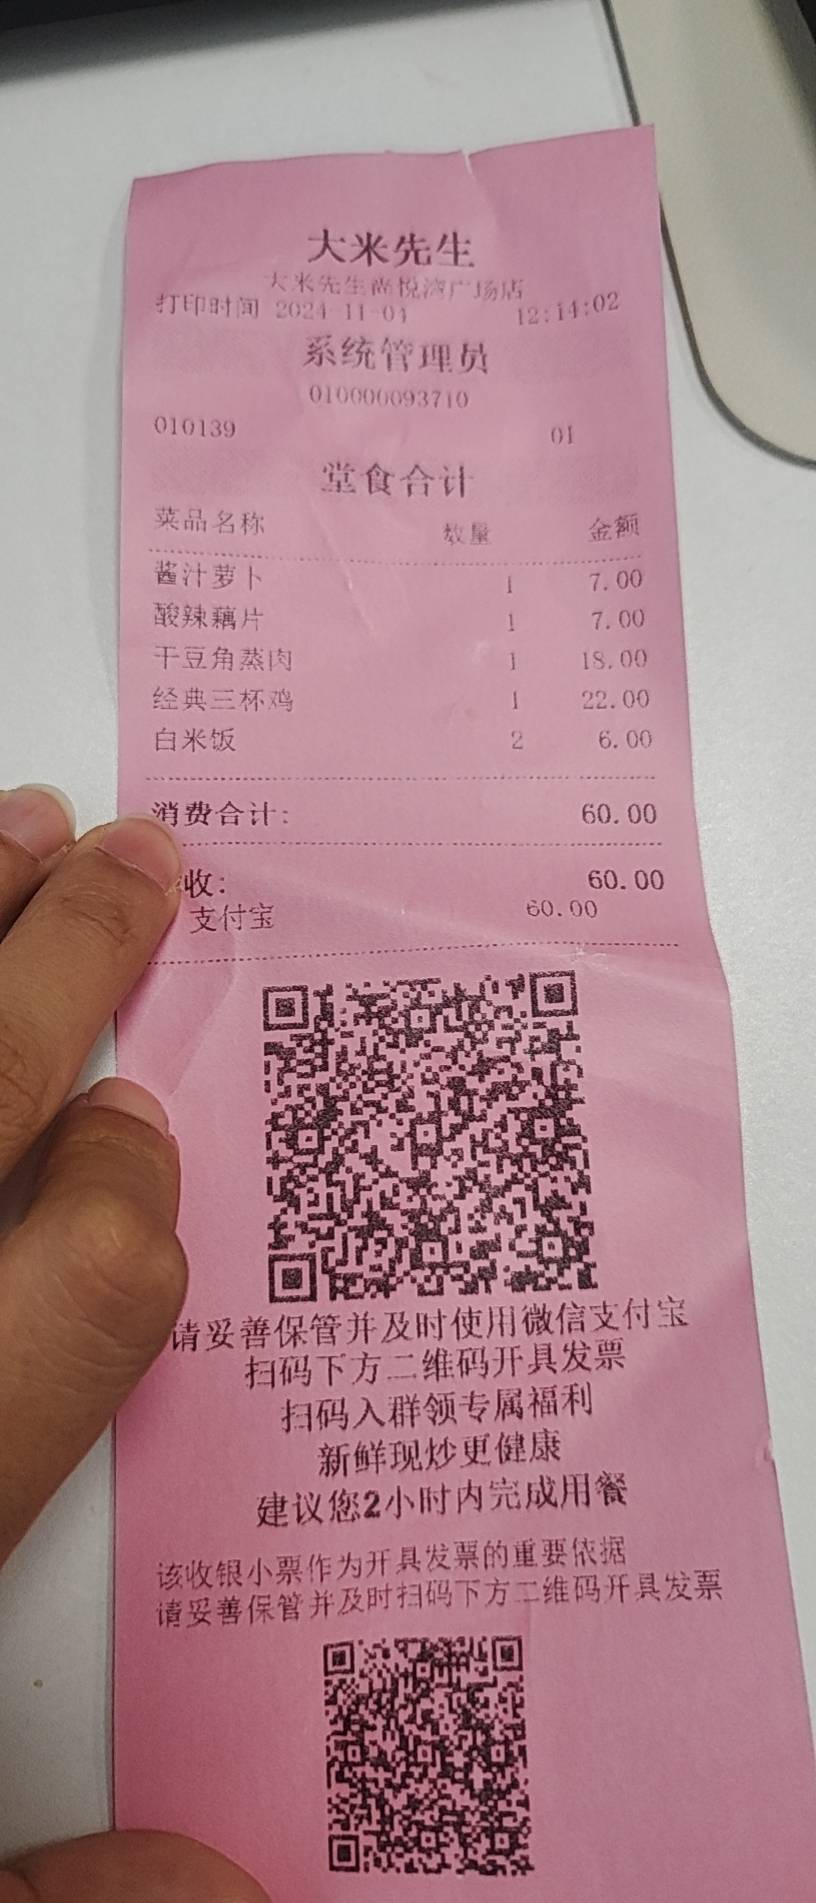 大米先生
大米先生尚悦湾广场店
打印时间 2024-11-04 12:14:02
系统管理员
010000093710
010139 01
堂食合计
菜品名称 数量 金额
酱汁萝卜 1 7.00
酸辣藕片 1 7.00
干豆角蒸肉 1 18.00
经典三杯鸡 1 22.00
白米饭 2 6.00
消费合计: 60.00
收: 60.00
支付宝 60.00
请妥善保管并及时使用微信支付宝
扫码下方二维码开具发票
扫码入群领专属福利
新鲜现炒更健康
建议您2小时内完成用餐
该收银小票作为开具发票的重要依据
请妥善保管并及时扫码下方二维码开具发票